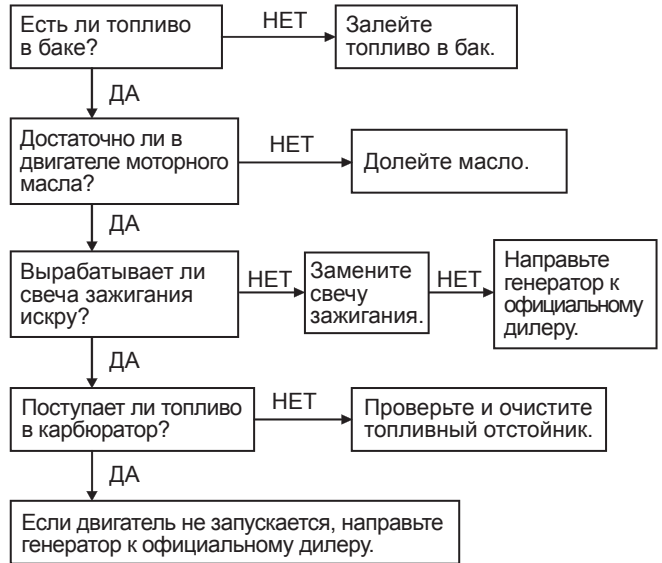 Есть ли топливо
в баке?
НЕТ
Залейте
топливо в бак.
ДА
Достаточно ли в
двигателе моторного
масла?
НЕТ
Долейте масло.
ДА
Вырабатывает ли
свеча зажигания
искру?
НЕТ
Замените
свечу
зажигания.
НЕТ
Направьте
генератор к
официальному
дилеру.
ДА
Поступает ли топливо
в карбюратор?
НЕТ
Проверьте и очистите
топливный отстойник.
ДА
Если двигатель не запускается, направьте
генератор к официальному дилеру.